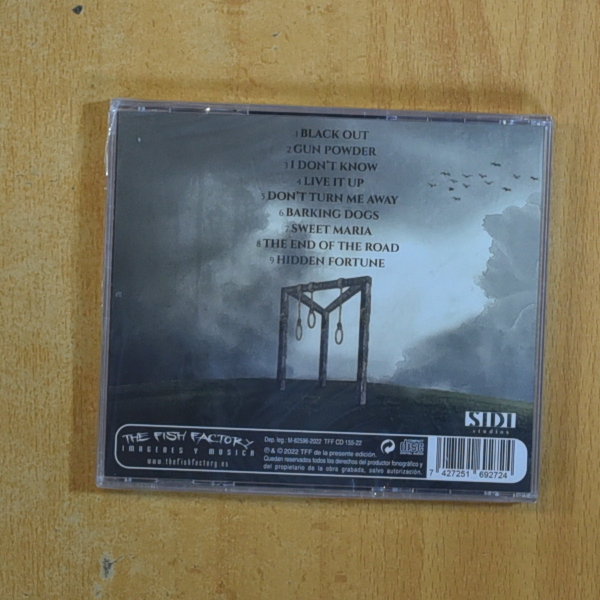 1 BLACK OUT
2 GUN POWDER
3 I DON'T KNOW
4 LIVE IT UP
5 DON'T TURN ME AWAY
6 BARKING DOGS
7 SWEET MARIA
8 THE END OF THE ROAD
9 HIDDEN FORTUNE
SIDI
studios
THE FISH FACTORY
IMAGENES Y MUSICA
www.thefishfactory.es
Dep. leg.: M-82596-2022 TFF CD 155-22
℗ & © 2022 TFF de la presente edición.
Quedan reservados todos los derechos del productor fonográfico y
del propietario de la obra grabada, salvo autorización.
disc
7 427251 692724